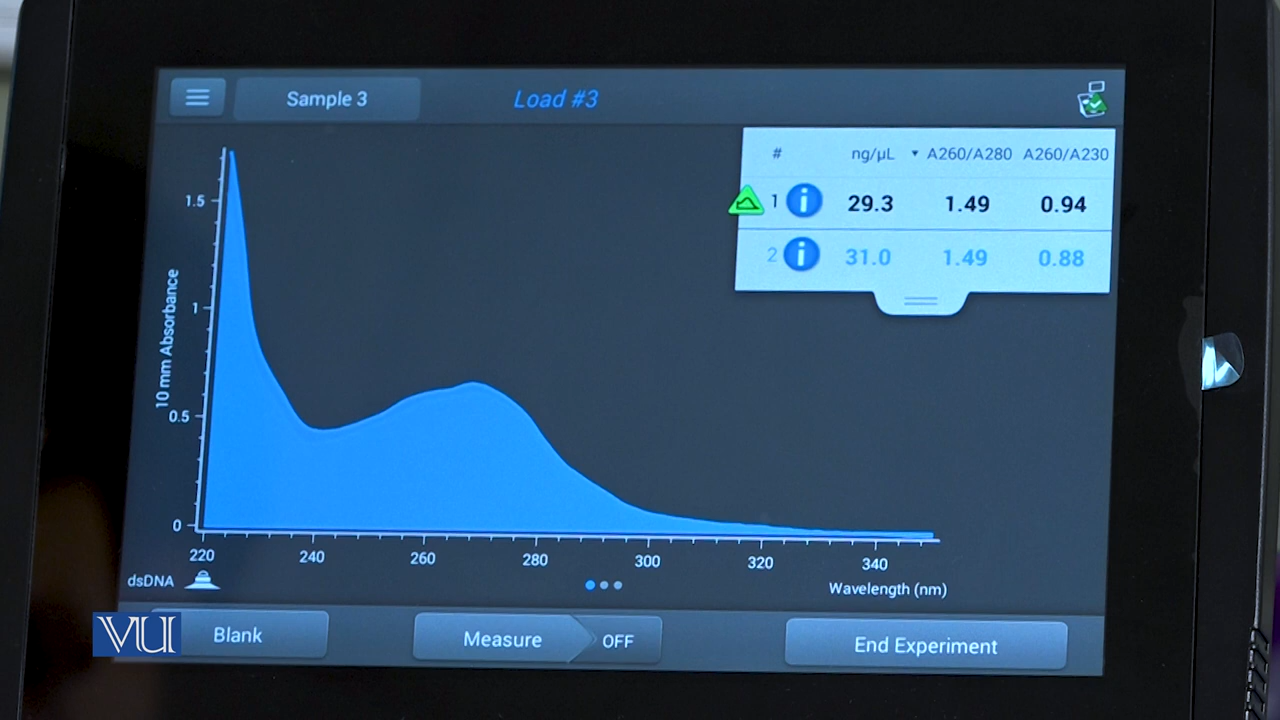 Sample 3 Load #3
# ng/µL A260/A280 A260/A230
1 i 29.3 1.49 0.94
2 i 31.0 1.49 0.88
10 mm Absorbance
1.5
1
0.5
0
220 240 260 280 300 320 340
Wavelength (nm)
dsDNA
VU
Blank Measure OFF End Experiment